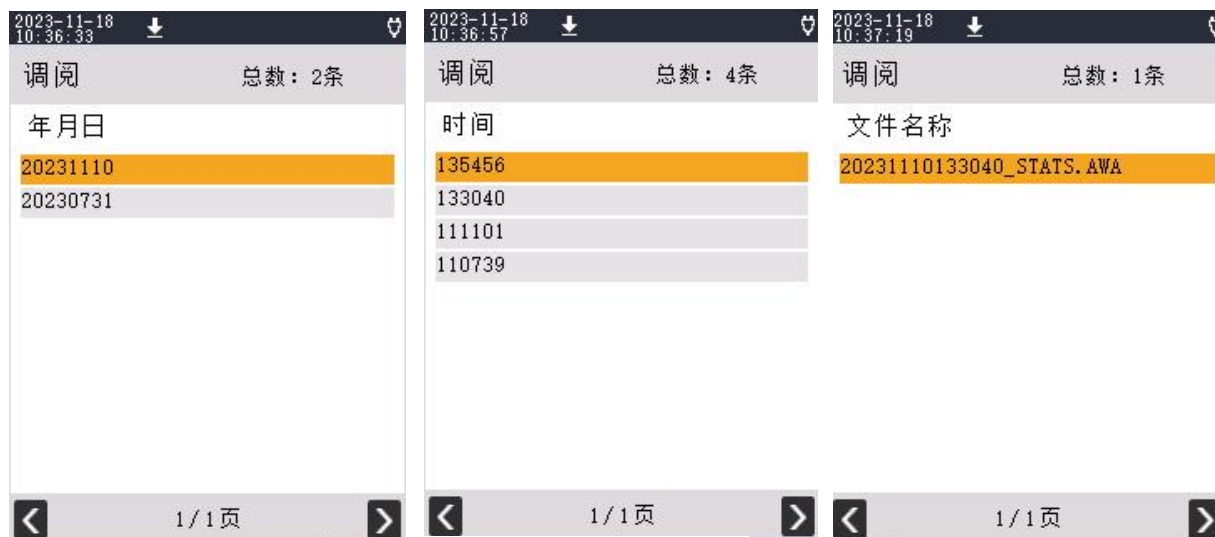 2023-11-18
10:36:33
调阅 总数: 2条
年月日
20231110
20230731
1/1页
2023-11-18
10:36:57
调阅 总数: 4条
时间
135456
133040
111101
110739
1/1页
2023-11-18
10:37:19
调阅 总数: 1条
文件名称
20231110133040_STATS.AWA
1/1页